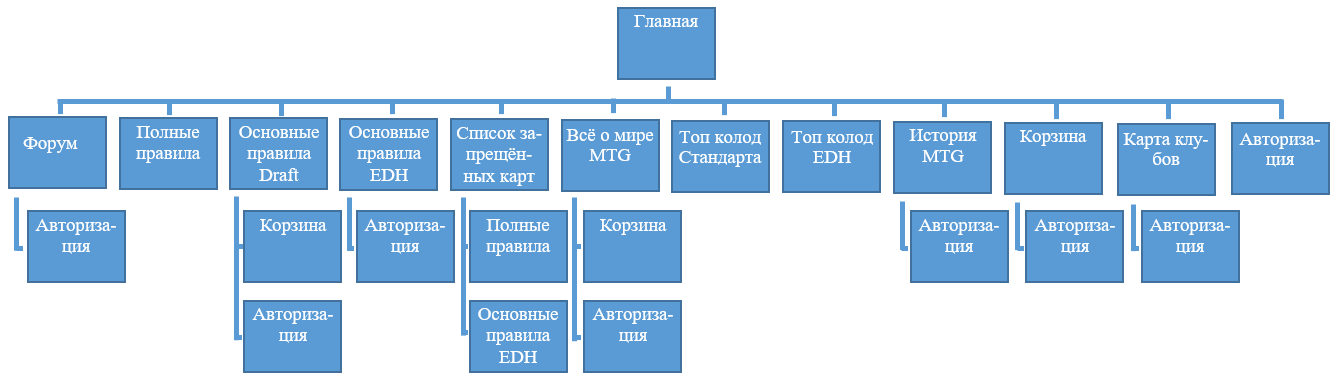 Главная
Форум
Полные
правила
Основные
правила
Draft
Основные
правила
EDH
Список за-
прещён-
ных карт
Всё о мире
MTG
Топ колод
Стандарта
Топ колод
EDH
История
MTG
Корзина
Карта клу-
бов
Авториза-
ция
Авториза-
ция
Корзина
Авториза-
ция
Полные
правила
Корзина
Авториза-
ция
Авториза-
ция
Авториза-
ция
Авториза-
ция
Основные
правила
EDH
Авториза-
ция